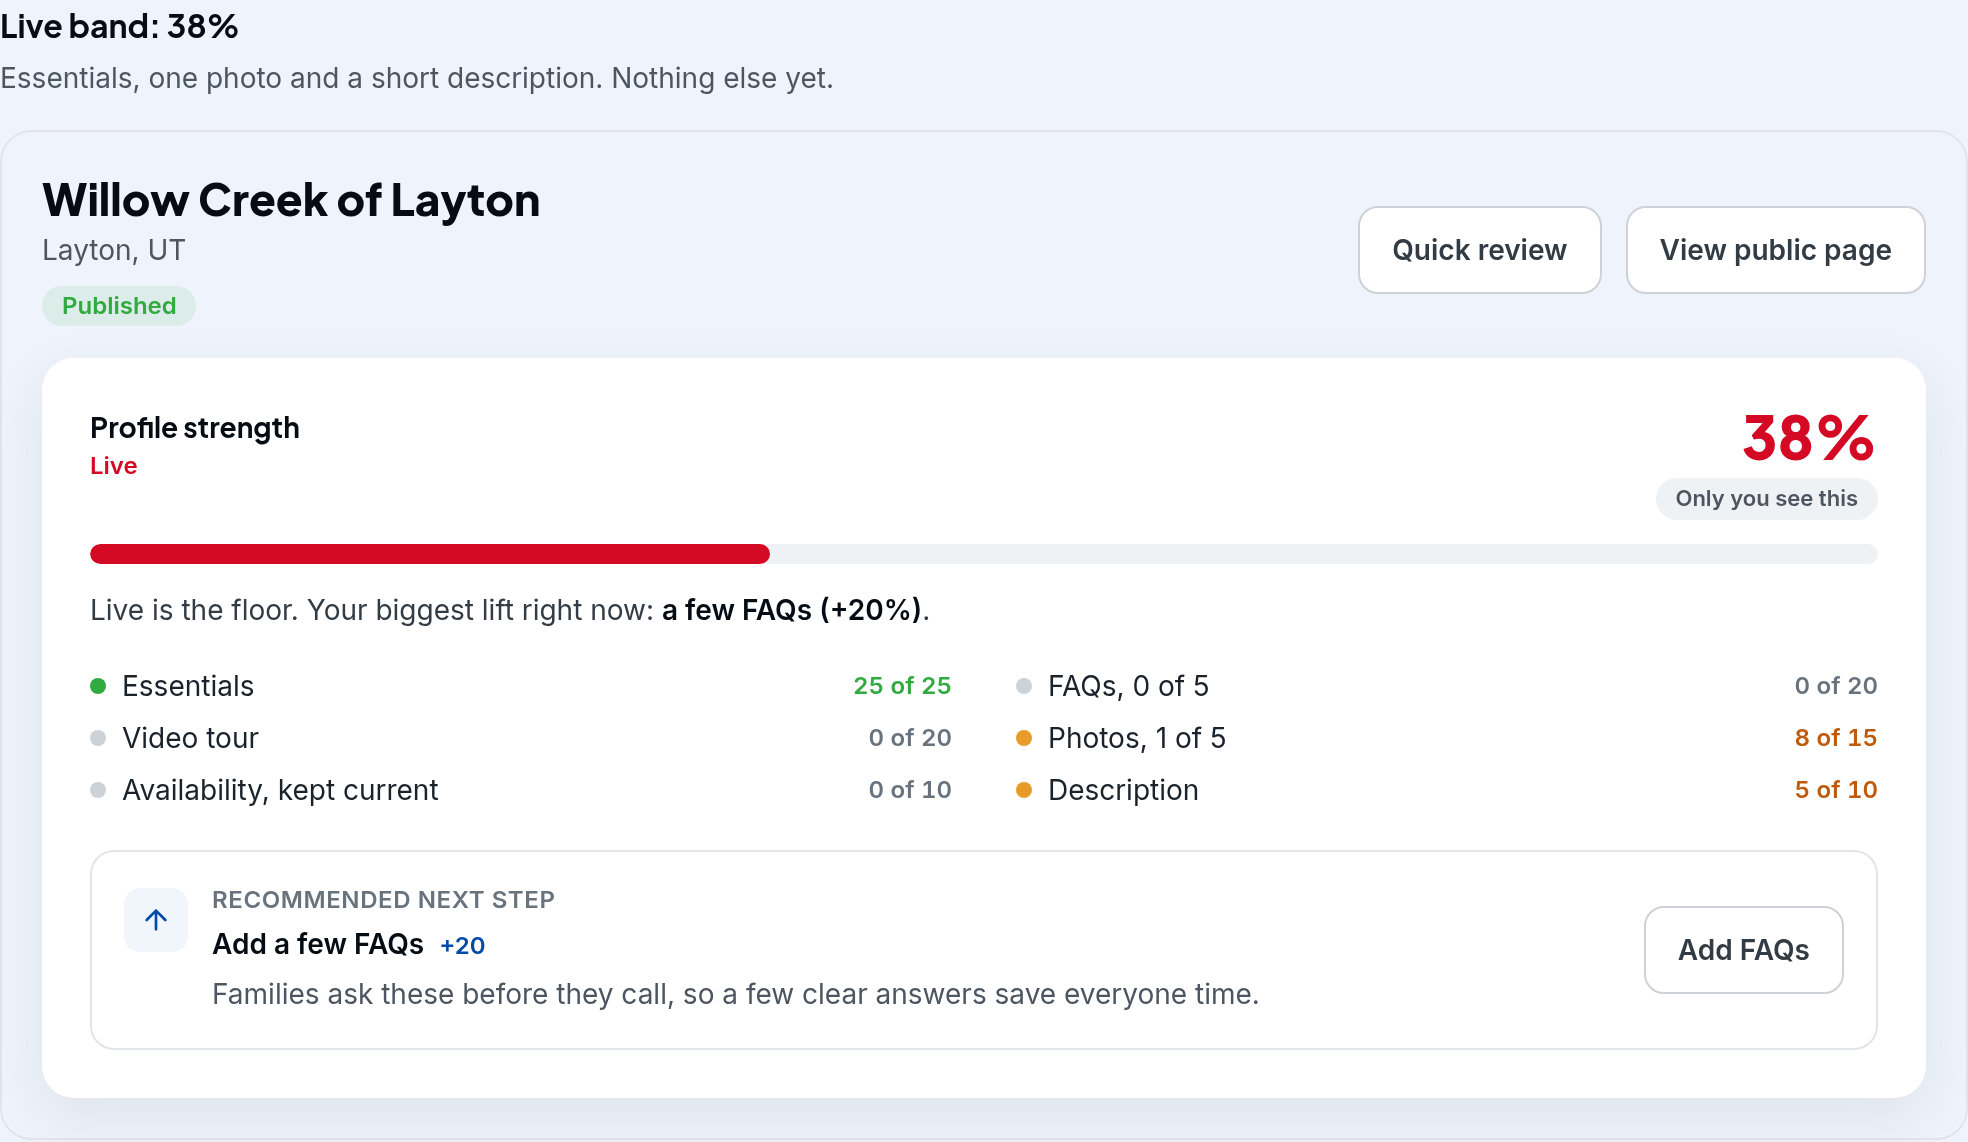 Live band: 38%
Essentials, one photo and a short description. Nothing else yet.
Willow Creek of Layton
Layton, UT
Published
Quick review
View public page
Profile strength
Live
38%
Only you see this
Live is the floor. Your biggest lift right now: a few FAQs (+20%).
Essentials 25 of 25
FAQs, 0 of 5 0 of 20
Video tour 0 of 20
Photos, 1 of 5 8 of 15
Availability, kept current 0 of 10
Description 5 of 10
RECOMMENDED NEXT STEP
Add a few FAQs +20
Families ask these before they call, so a few clear answers save everyone time.
Add FAQs